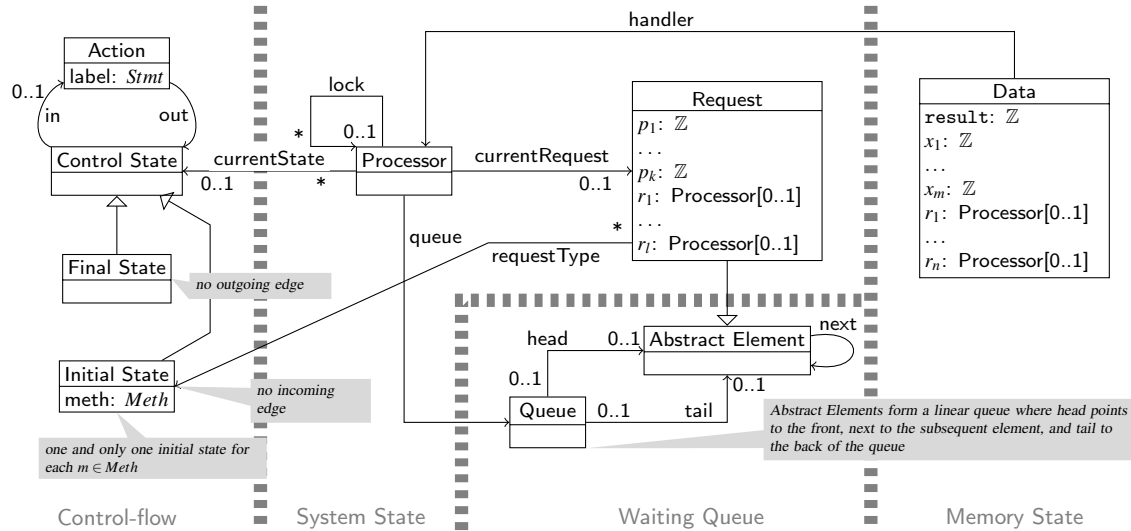 handler
Action
label: Stmt
0..1
in
out
Control State
Final State
no outgoing edge
Initial State
meth: Meth
no incoming
edge
one and only one initial state for
each m ∈ Meth
lock
*
0..1
Processor
currentState
0..1
*
currentRequest
0..1
queue
requestType
*
Request
p1: ℤ
...
pk: ℤ
r1: Processor[0..1]
...
rl: Processor[0..1]
Data
result: ℤ
x1: ℤ
...
xm: ℤ
r1: Processor[0..1]
...
rn: Processor[0..1]
head
0..1
0..1
Abstract Element
next
0..1
Queue
0..1
tail
Abstract Elements form a linear queue where head points
to the front, next to the subsequent element, and tail to
the back of the queue
Control-flow
System State
Waiting Queue
Memory State